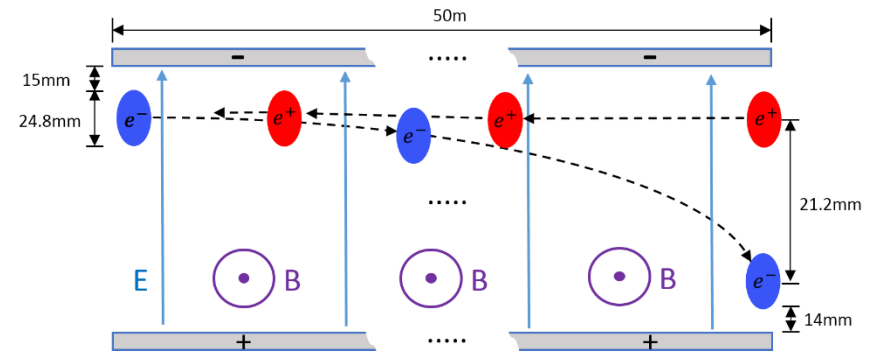 50m
- ..... -
15mm
24.8mm
e⁻ e⁺ e⁻ e⁺ e⁺
21.2mm
.....
E B B B e⁻
14mm
+ ..... +